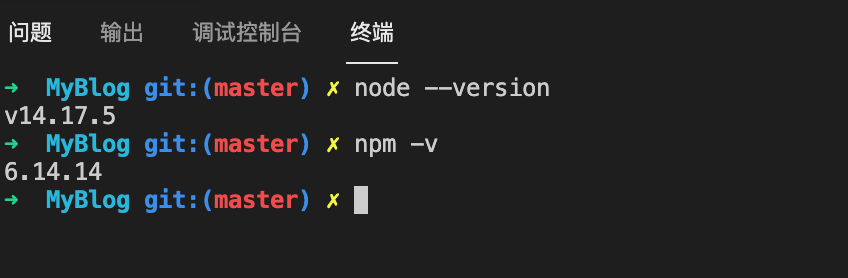 问题 输出 调试控制台 终端
➜ MyBlog git:(master) ✗ node --version
v14.17.5
➜ MyBlog git:(master) ✗ npm -v
6.14.14
➜ MyBlog git:(master) ✗